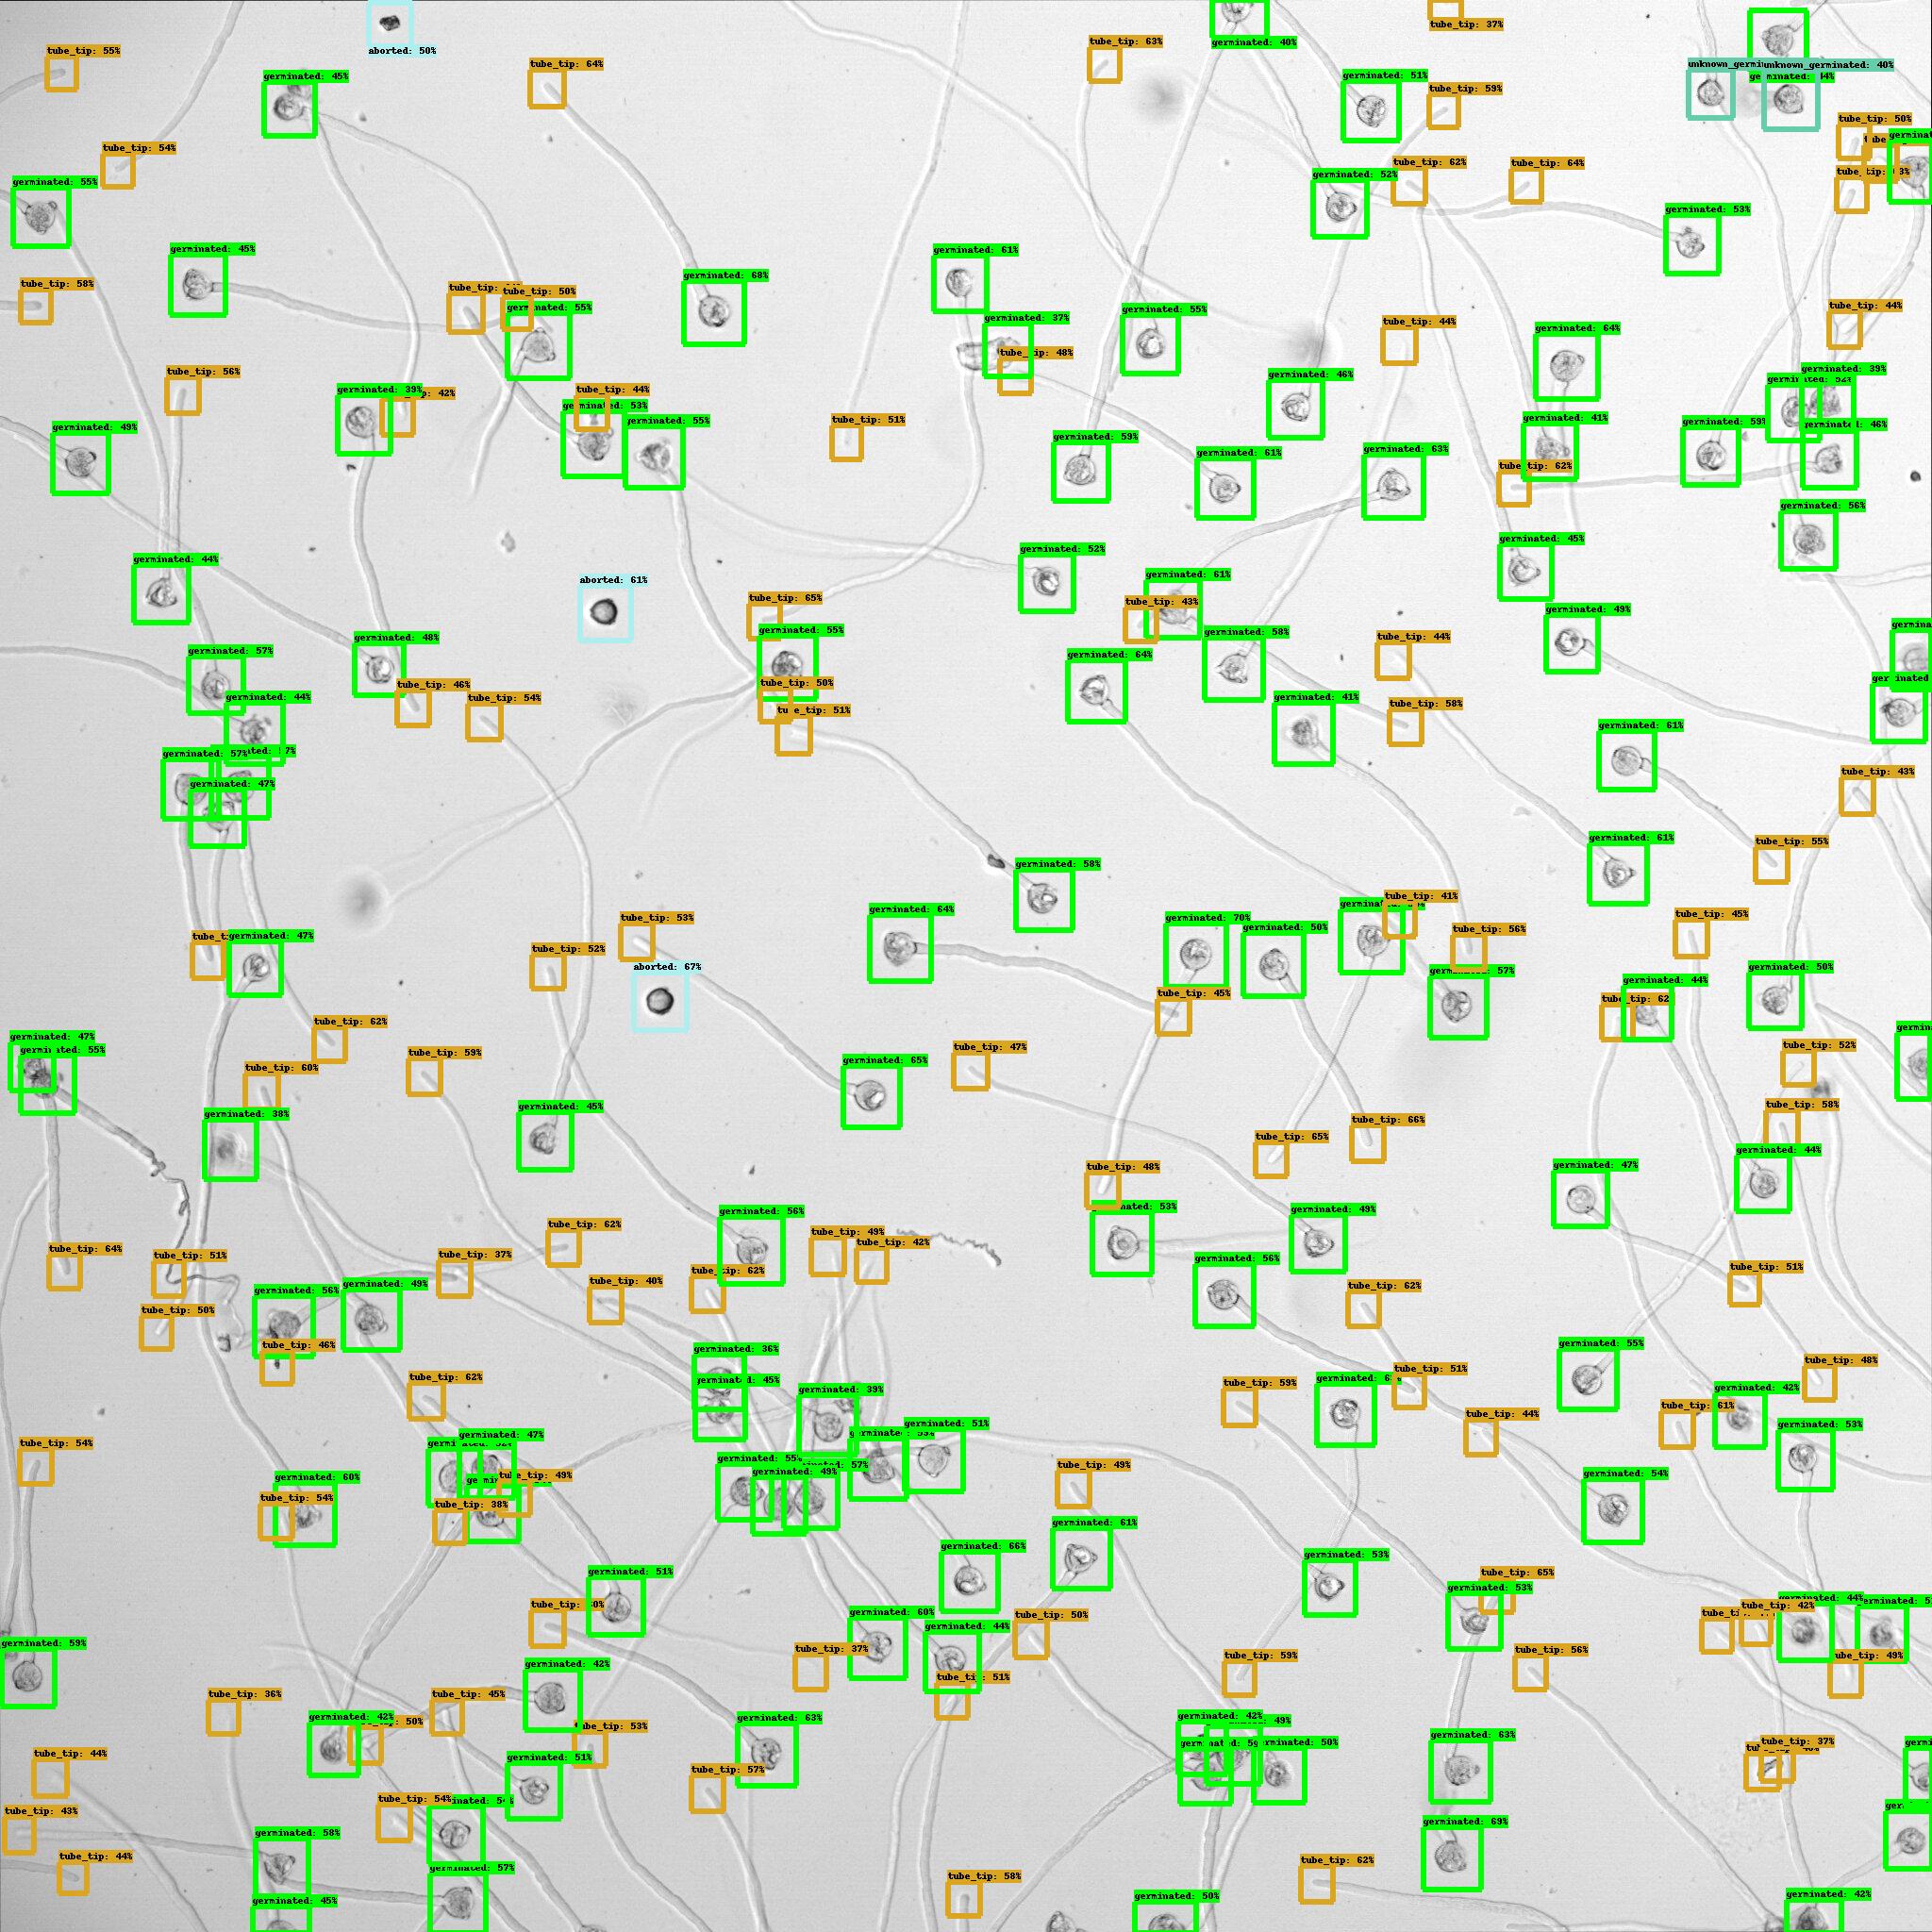 tube_tip: 37%
germinated: 40%
tube_tip: 63%
aborted: 50%
tube_tip: 55%
tube_tip: 64%
germinated: 45%
germinated: 51%
tube_tip: 59%
unknown_germinated: 40%
tube_tip: 50%
tube_tip: 54%
tube_tip: 62%
tube_tip: 64%
germinated: 52%
germinated: 55%
germinated: 53%
germinated: 45%
germinated: 61%
germinated: 68%
tube_tip: 58%
tube_tip: 50%
germinated: 55%
germinated: 37%
germinated: 55%
tube_tip: 44%
tube_tip: 44%
germinated: 64%
tube_tip: 48%
tube_tip: 56%
germinated: 46%
germinated: 39%
germinated: 39%
tube_tip: 44%
germinated: 53%
germinated: 55%
tube_tip: 51%
germinated: 41%
germinated: 59%
germinated: 46%
germinated: 49%
germinated: 59%
germinated: 61%
germinated: 63%
tube_tip: 62%
germinated: 56%
germinated: 45%
germinated: 52%
germinated: 44%
germinated: 61%
aborted: 61%
tube_tip: 65%
tube_tip: 43%
germinated: 49%
germinated: 55%
germinated: 58%
germinated: 48%
tube_tip: 44%
germinated: 57%
germinated: 64%
tube_tip: 46%
tube_tip: 50%
germinated: 44%
tube_tip: 54%
germinated: 41%
tube_tip: 58%
tube_tip: 51%
germinated: 61%
germinated: 57%
tube_tip: 43%
germinated: 47%
germinated: 61%
tube_tip: 55%
germinated: 58%
tube_tip: 41%
germinated: 64%
tube_tip: 53%
germinated: 70%
tube_tip: 45%
germinated: 50%
tube_tip: 56%
germinated: 47%
tube_tip: 52%
aborted: 67%
germinated: 57%
germinated: 50%
germinated: 44%
tube_tip: 45%
tube_tip: 62%
germinated: 47%
germinated: 55%
tube_tip: 59%
tube_tip: 47%
tube_tip: 52%
germinated: 65%
tube_tip: 60%
germinated: 45%
germinated: 38%
tube_tip: 58%
tube_tip: 66%
tube_tip: 65%
germinated: 44%
tube_tip: 48%
germinated: 47%
germinated: 53%
germinated: 56%
germinated: 49%
tube_tip: 62%
tube_tip: 49%
tube_tip: 42%
tube_tip: 64%
tube_tip: 51%
tube_tip: 37%
germinated: 56%
tube_tip: 51%
tube_tip: 62%
tube_tip: 40%
germinated: 49%
germinated: 56%
tube_tip: 62%
tube_tip: 50%
tube_tip: 46%
germinated: 36%
germinated: 55%
tube_tip: 48%
tube_tip: 51%
tube_tip: 62%
germinated: 45%
germinated: 39%
tube_tip: 59%
germinated: 42%
tube_tip: 61%
tube_tip: 44%
germinated: 51%
germinated: 53%
germinated: 47%
tube_tip: 54%
germinated: 55%
germinated: 57%
tube_tip: 49%
germinated: 49%
germinated: 60%
tube_tip: 49%
germinated: 54%
tube_tip: 54%
tube_tip: 38%
germinated: 61%
germinated: 66%
germinated: 53%
germinated: 51%
tube_tip: 65%
germinated: 53%
germinated: 44%
tube_tip: 42%
germinated: 60%
tube_tip: 50%
germinated: 44%
germinated: 59%
tube_tip: 37%
tube_tip: 59%
tube_tip: 56%
tube_tip: 49%
germinated: 42%
tube_tip: 51%
tube_tip: 36%
tube_tip: 45%
germinated: 42%
tube_tip: 50%
tube_tip: 53%
germinated: 63%
germinated: 42%
germinated: 63%
germinated: 50%
tube_tip: 37%
tube_tip: 44%
germinated: 51%
tube_tip: 57%
tube_tip: 54%
tube_tip: 43%
germinated: 69%
germinated: 58%
tube_tip: 44%
germinated: 57%
tube_tip: 62%
tube_tip: 58%
germinated: 45%
germinated: 50%
germinated: 42%